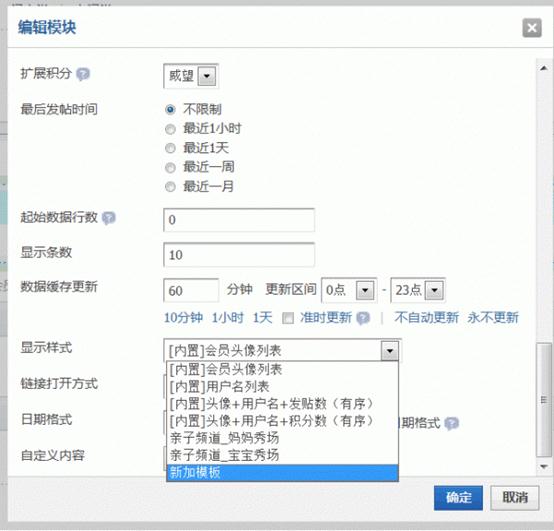 编辑模块
扩展积分
威望
最后发帖时间
不限制
最近1小时
最近1天
最近一周
最近一月
起始数据行数
0
显示条数
10
数据缓存更新
60 分钟 更新区间 0点 - 23点
10分钟 1小时 1天 准时更新 | 不自动更新 永不更新
显示样式
[内置]会员头像列表
[内置]会员头像列表
链接打开方式
[内置]用户名列表
[内置]头像+用户名+发贴数（有序）
日期格式
[内置]头像+用户名+积分数（有序）
期格式
亲子频道_妈妈秀场
自定义内容
亲子频道_宝宝秀场
新加模板
确定 取消